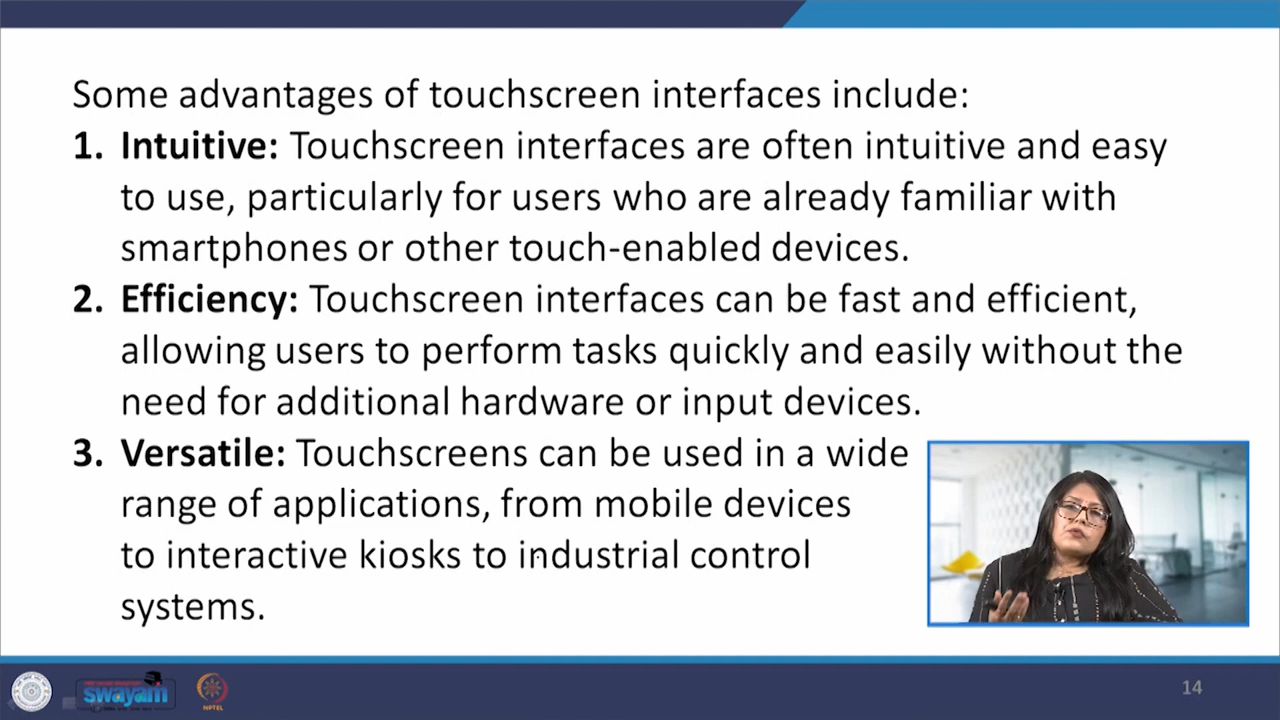 Some advantages of touchscreen interfaces include:
1. Intuitive: Touchscreen interfaces are often intuitive and easy
to use, particularly for users who are already familiar with
smartphones or other touch-enabled devices.
2. Efficiency: Touchscreen interfaces can be fast and efficient,
allowing users to perform tasks quickly and easily without the
need for additional hardware or input devices.
3. Versatile: Touchscreens can be used in a wide
range of applications, from mobile devices
to interactive kiosks to industrial control
systems.
swayam
NPTEL
14